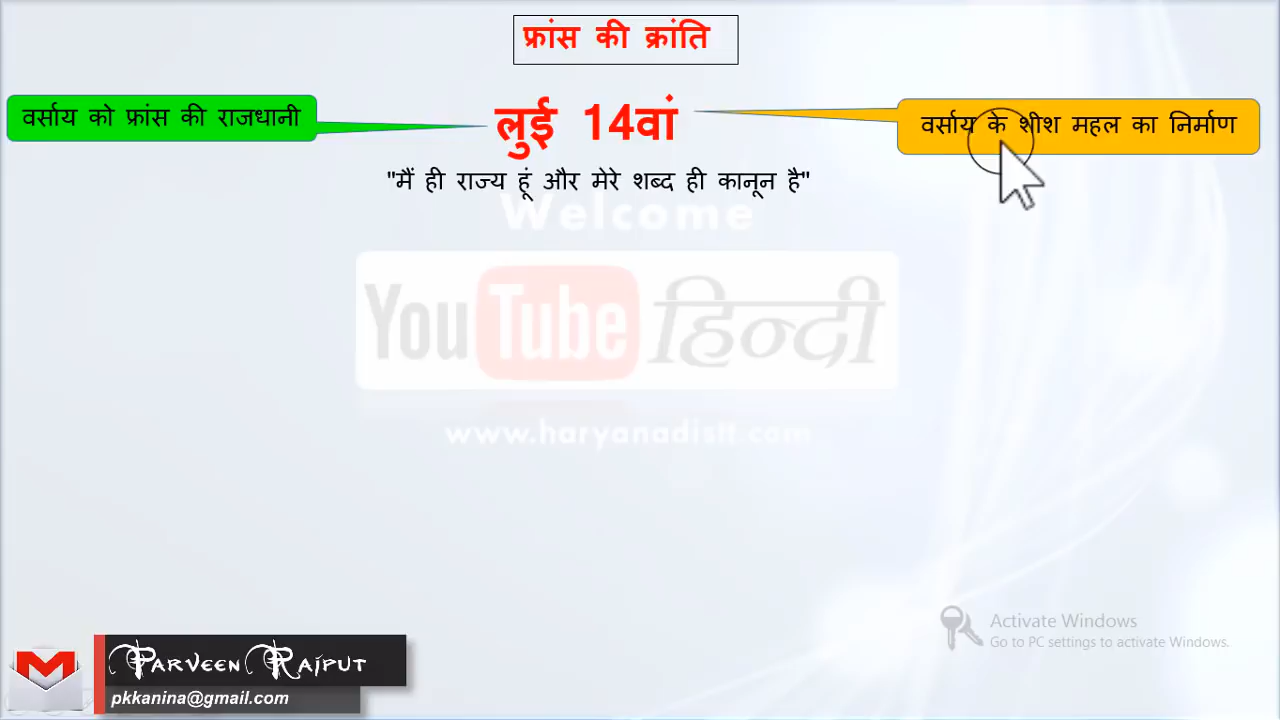 फ्रांस की क्रांति
वर्साय को फ्रांस की राजधानी
लुई 14वां
वर्साय के शीश महल का निर्माण
"मैं ही राज्य हूं और मेरे शब्द ही कानून है"
Welcome
YouTube हिन्दी
www.haryanadistt.com
Activate Windows
Go to PC settings to activate Windows.
Parveen Rajput
pkkanina@gmail.com